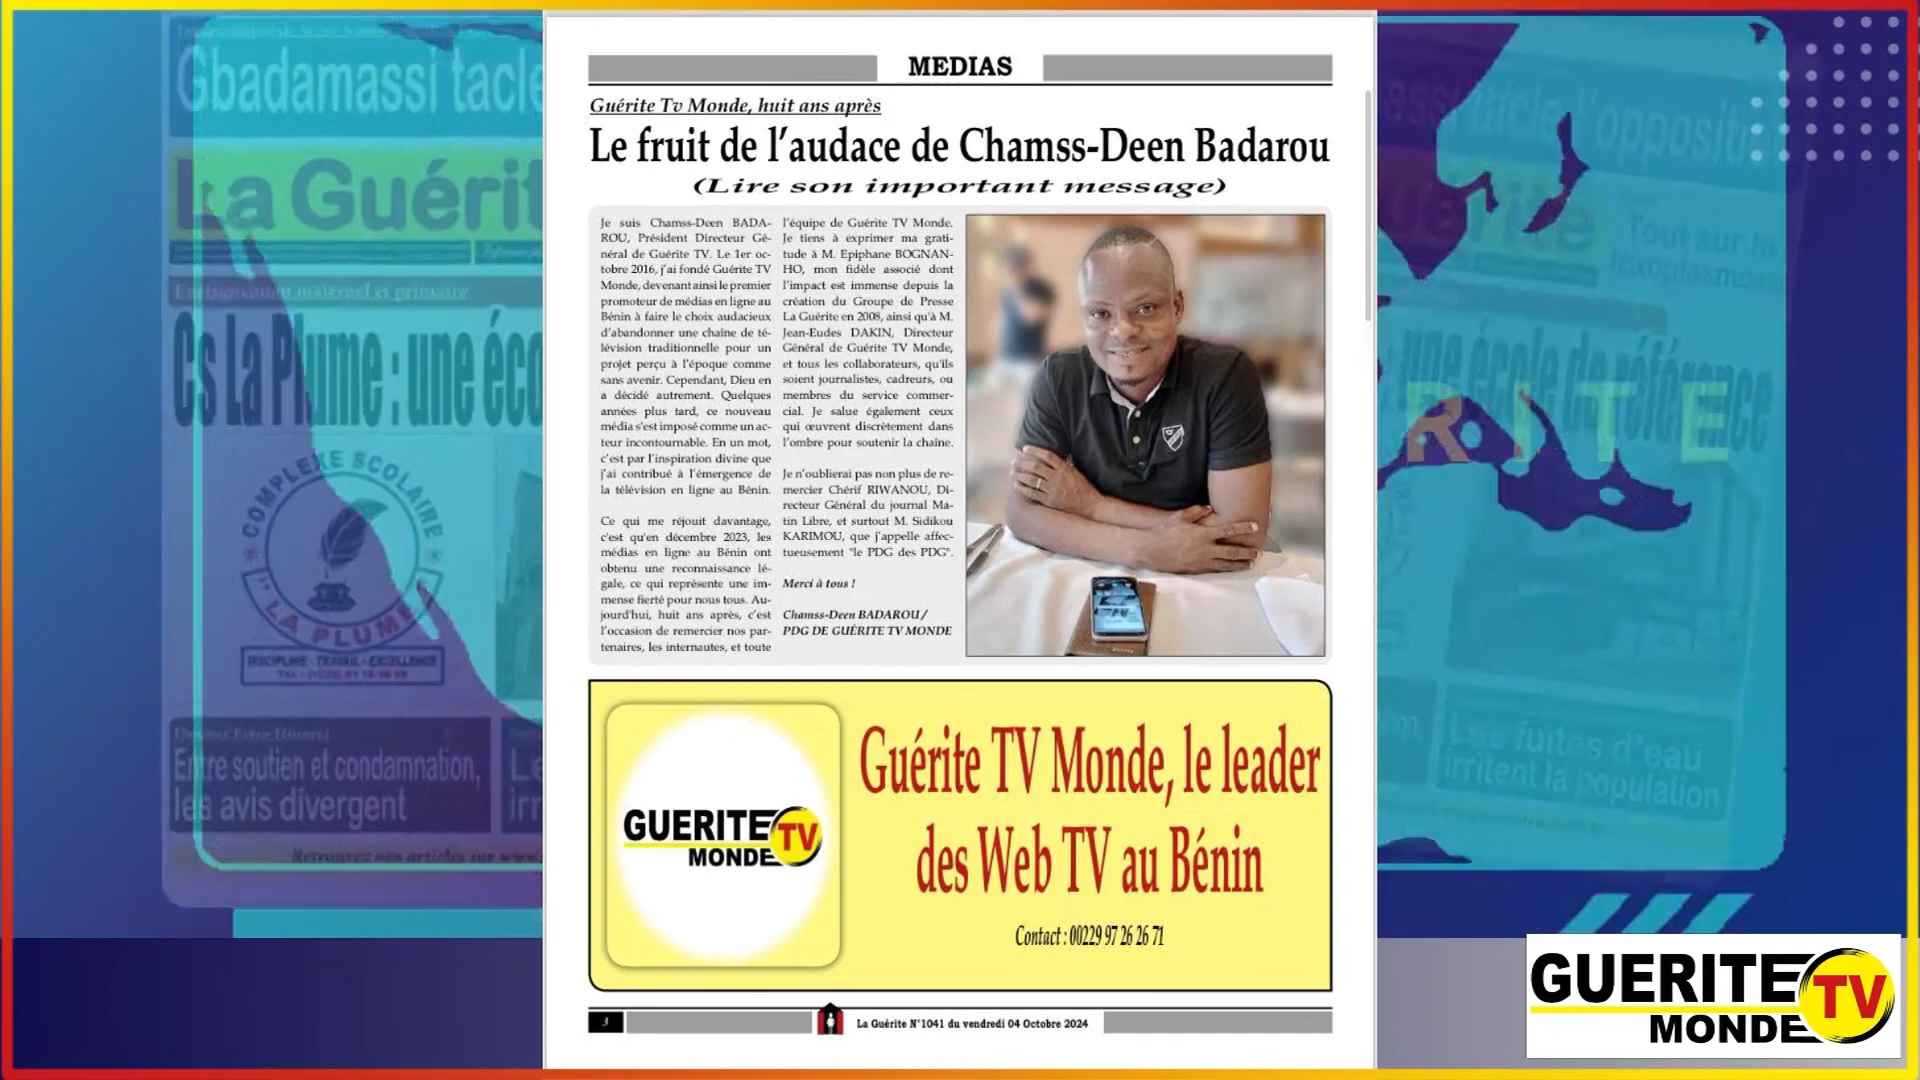 MEDIAS
Guérite Tv Monde, huit ans après
Le fruit de l’audace de Chamss-Deen Badarou
(Lire son important message)
Je suis Chamss-Deen BADA-
ROU, Président Directeur Gé-
néral de Guérite TV. Le 1er oc-
tobre 2016, j’ai fondé Guérite TV
Monde, devenant ainsi le premier
promoteur de médias en ligne au
Bénin à faire le choix audacieux
d’abandonner une chaîne de té-
lévision traditionnelle pour un
projet perçu à l’époque comme
sans avenir. Cependant, Dieu en
a décidé autrement. Quelques
années plus tard, ce nouveau
média s'est imposé comme un ac-
teur incontournable. En un mot,
c’est par l’inspiration divine que
j’ai contribué à l’émergence de
la télévision en ligne au Bénin.
Ce qui me réjouit davantage,
c'est qu'en décembre 2023, les
médias en ligne au Bénin ont
obtenu une reconnaissance lé-
gale, ce qui représente une im-
mense fierté pour nous tous. Au-
jourd'hui, huit ans après, c’est
l’occasion de remercier nos par-
tenaires, les internautes, et toute
l’équipe de Guérite TV Monde.
Je tiens à exprimer ma grati-
tude à M. Epiphane BOGNAN-
HO, mon fidèle associé dont
l’impact est immense depuis la
création du Groupe de Presse
La Guérite en 2008, ainsi qu'à M.
Jean-Eudes DAKIN, Directeur
Général de Guérite TV Monde,
et tous les collaborateurs, qu'ils
soient journalistes, cadreurs, ou
membres du service commer-
cial. Je salue également ceux
qui œuvrent discrètement dans
l’ombre pour soutenir la chaîne.
Je n’oublierai pas non plus de re-
mercier Chérif RIWANOU, Di-
recteur Général du journal Ma-
tin Libre, et surtout M. Sidikou
KARIMOU, que j’appelle affec-
tueusement "le PDG des PDG".
Merci à tous !
Chamss-Deen BADAROU /
PDG DE GUÉRITE TV MONDE
GUERITE TV
MONDE
Guérite TV Monde, le leader
des Web TV au Bénin
Contact : 00229 97 26 26 71
3
La Guérite N°1041 du vendredi 04 Octobre 2024
Gbadamassi tacle
La Guérit
Cs La Plume : une éco
COMPLEXE SCOLAIRE
LA PLUME
DISCIPLINE - TRAVAIL - EXCELLENCE
Entre soutien et condamnation,
les avis divergent
l’oppositi
Tout sur la
toxoplasmose
une école de référence
RITE
Les fuites d’eau
irritent la population
GUERITE TV
MONDE